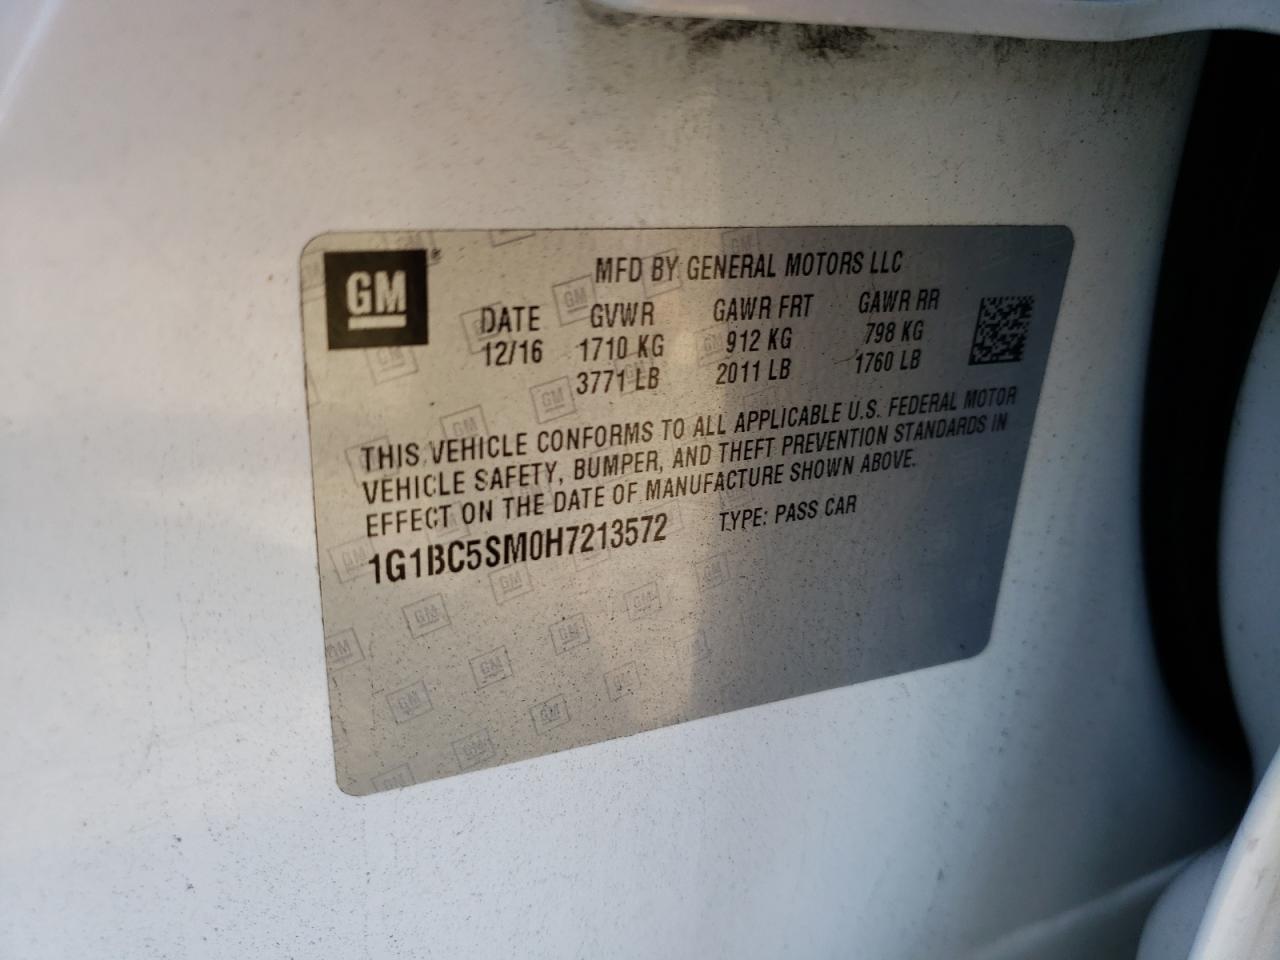 GM
MFD BY GENERAL MOTORS LLC
DATE GVWR GAWR FRT GAWR RR
12/16 1710 KG 912 KG 798 KG
3771 LB 2011 LB 1760 LB
THIS VEHICLE CONFORMS TO ALL APPLICABLE U.S. FEDERAL MOTOR
VEHICLE SAFETY, BUMPER, AND THEFT PREVENTION STANDARDS IN
EFFECT ON THE DATE OF MANUFACTURE SHOWN ABOVE.
1G1BC5SM0H7213572 TYPE: PASS CAR